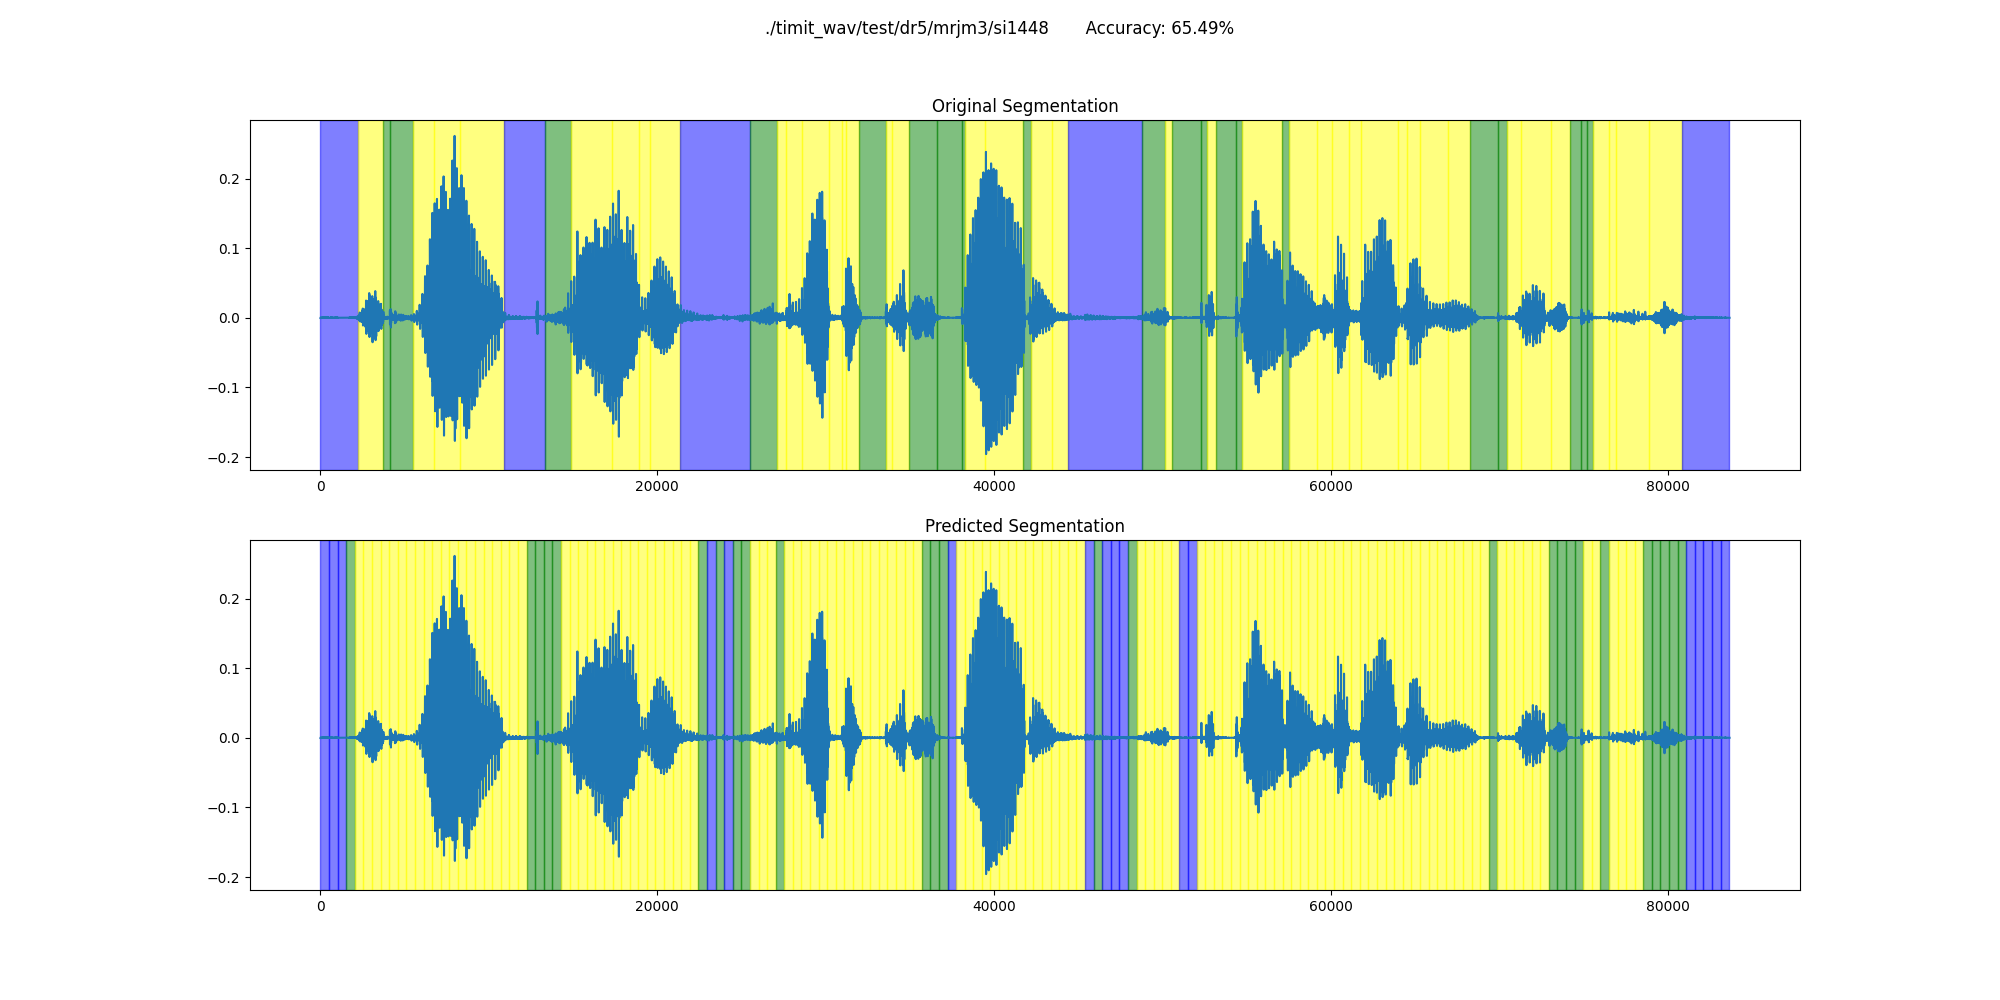 ./timit_wav/test/dr5/mrjm3/si1448 Accuracy: 65.49%
Original Segmentation
0.2
0.1
0.0
−0.1
−0.2
0 20000 40000 60000 80000
Predicted Segmentation
0.2
0.1
0.0
−0.1
−0.2
0 20000 40000 60000 80000